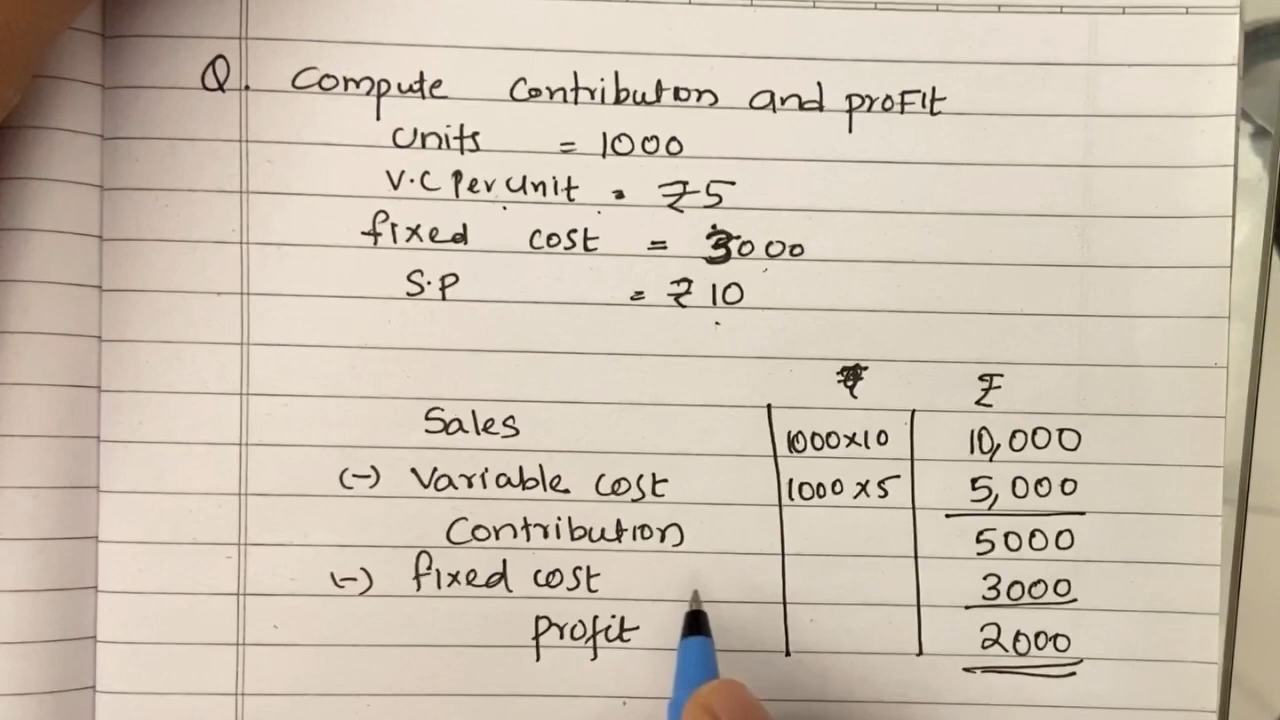 Q. Compute Contribution and profit
Units = 1000
V.C Per Unit = ₹5
fixed cost = 3000
S.P = ₹10
₹
Sales 1000×10 10,000
(-) Variable cost 1000×5 5,000
Contribution 5000
(-) fixed cost 3000
profit 2000